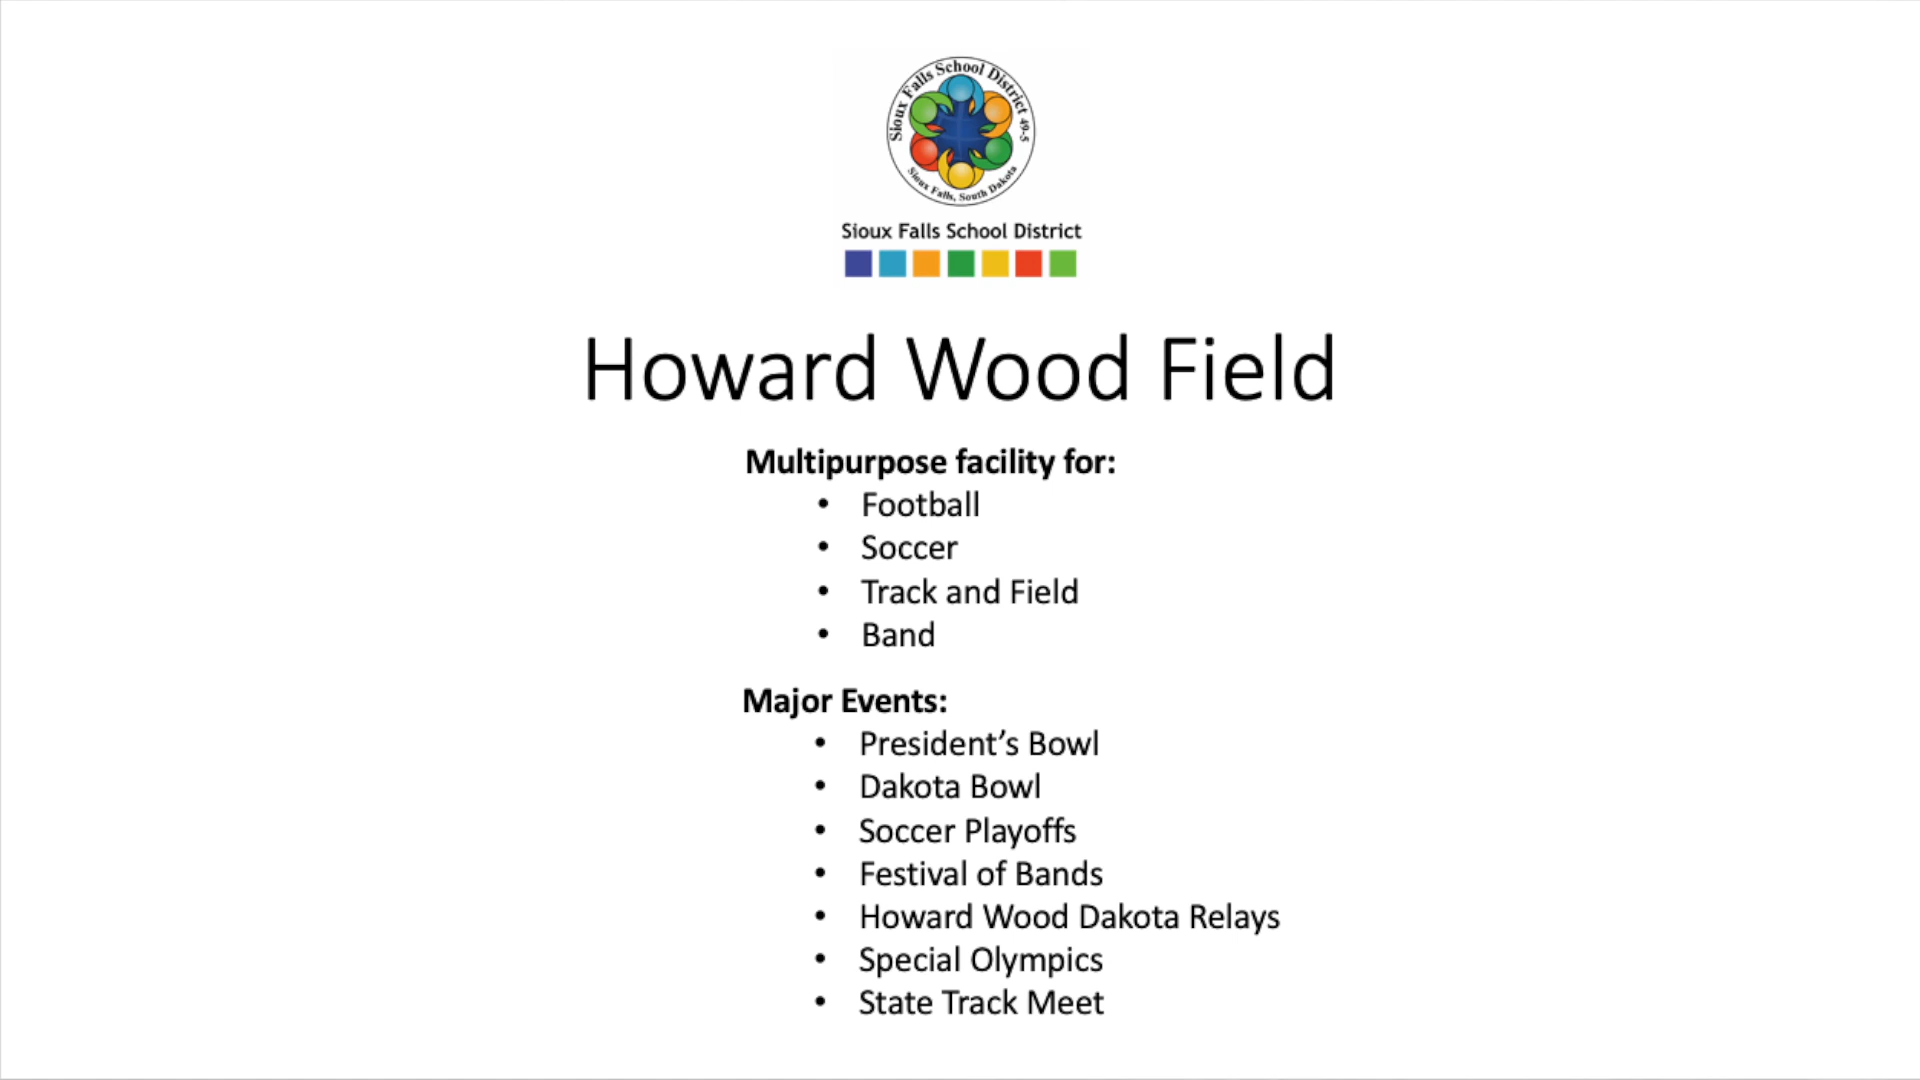 Sioux Falls School District 49-5
Sioux Falls, South Dakota
Sioux Falls School District
Howard Wood Field
Multipurpose facility for:
• Football
• Soccer
• Track and Field
• Band
Major Events:
• President’s Bowl
• Dakota Bowl
• Soccer Playoffs
• Festival of Bands
• Howard Wood Dakota Relays
• Special Olympics
• State Track Meet